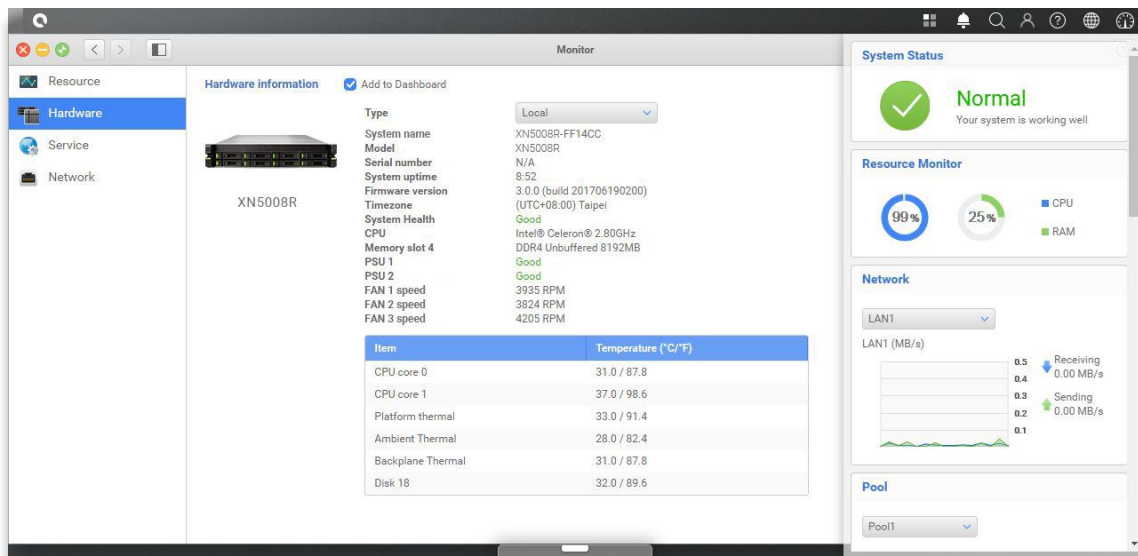 Monitor
Resource
Hardware
Service
Network
Hardware information
Add to Dashboard
XN5008R
Type Local
System name XN5008R-FF14CC
Model XN5008R
Serial number N/A
System uptime 8:52
Firmware version 3.0.0 (build 201706190200)
Timezone (UTC+08:00) Taipei
System Health Good
CPU Intel® Celeron® 2.80GHz
Memory slot 4 DDR4 Unbuffered 8192MB
PSU 1 Good
PSU 2 Good
FAN 1 speed 3935 RPM
FAN 2 speed 3824 RPM
FAN 3 speed 4205 RPM
Item Temperature (°C/°F)
CPU core 0 31.0 / 87.8
CPU core 1 37.0 / 98.6
Platform thermal 33.0 / 91.4
Ambient Thermal 28.0 / 82.4
Backplane Thermal 31.0 / 87.8
Disk 18 32.0 / 89.6
System Status
Normal
Your system is working well
Resource Monitor
99%
25%
CPU
RAM
Network
LAN1
LAN1 (MB/s)
0.5
0.4
0.3
0.2
0.1
Receiving
0.00 MB/s
Sending
0.00 MB/s
Pool
Pool1